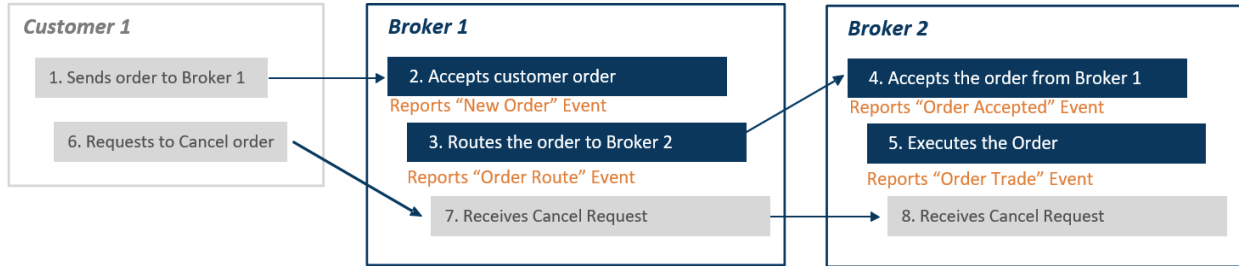 Customer 1
1. Sends order to Broker 1
6. Requests to Cancel order
Broker 1
2. Accepts customer order
Reports “New Order” Event
3. Routes the order to Broker 2
Reports “Order Route” Event
7. Receives Cancel Request
Broker 2
4. Accepts the order from Broker 1
Reports “Order Accepted” Event
5. Executes the Order
Reports “Order Trade” Event
8. Receives Cancel Request